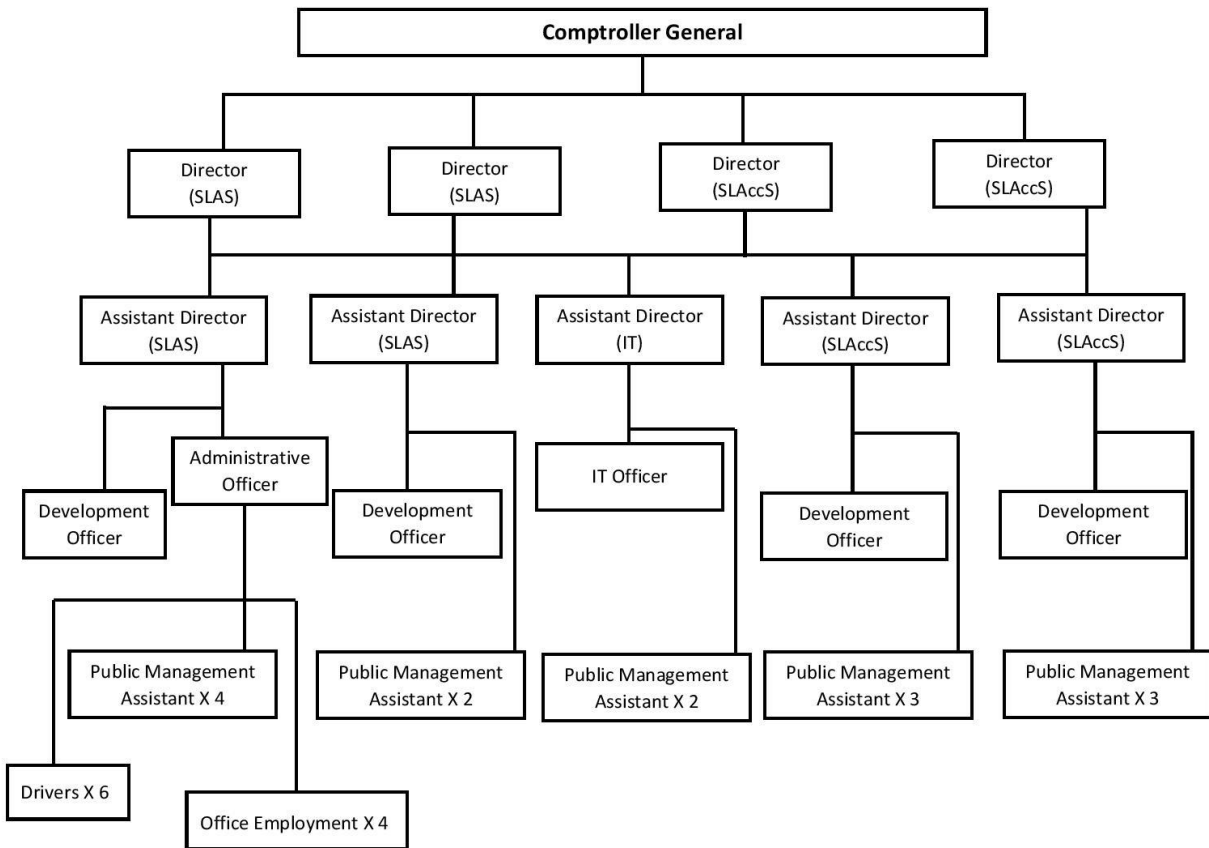 Comptroller General
Director
(SLAS)
Director
(SLAS)
Director
(SLAccS)
Director
(SLAccS)
Assistant Director
(SLAS)
Assistant Director
(SLAS)
Assistant Director
(IT)
Assistant Director
(SLAccS)
Assistant Director
(SLAccS)
Development
Officer
Administrative
Officer
Development
Officer
IT Officer
Development
Officer
Development
Officer
Public Management
Assistant X 4
Public Management
Assistant X 2
Public Management
Assistant X 2
Public Management
Assistant X 3
Public Management
Assistant X 3
Drivers X 6
Office Employment X 4